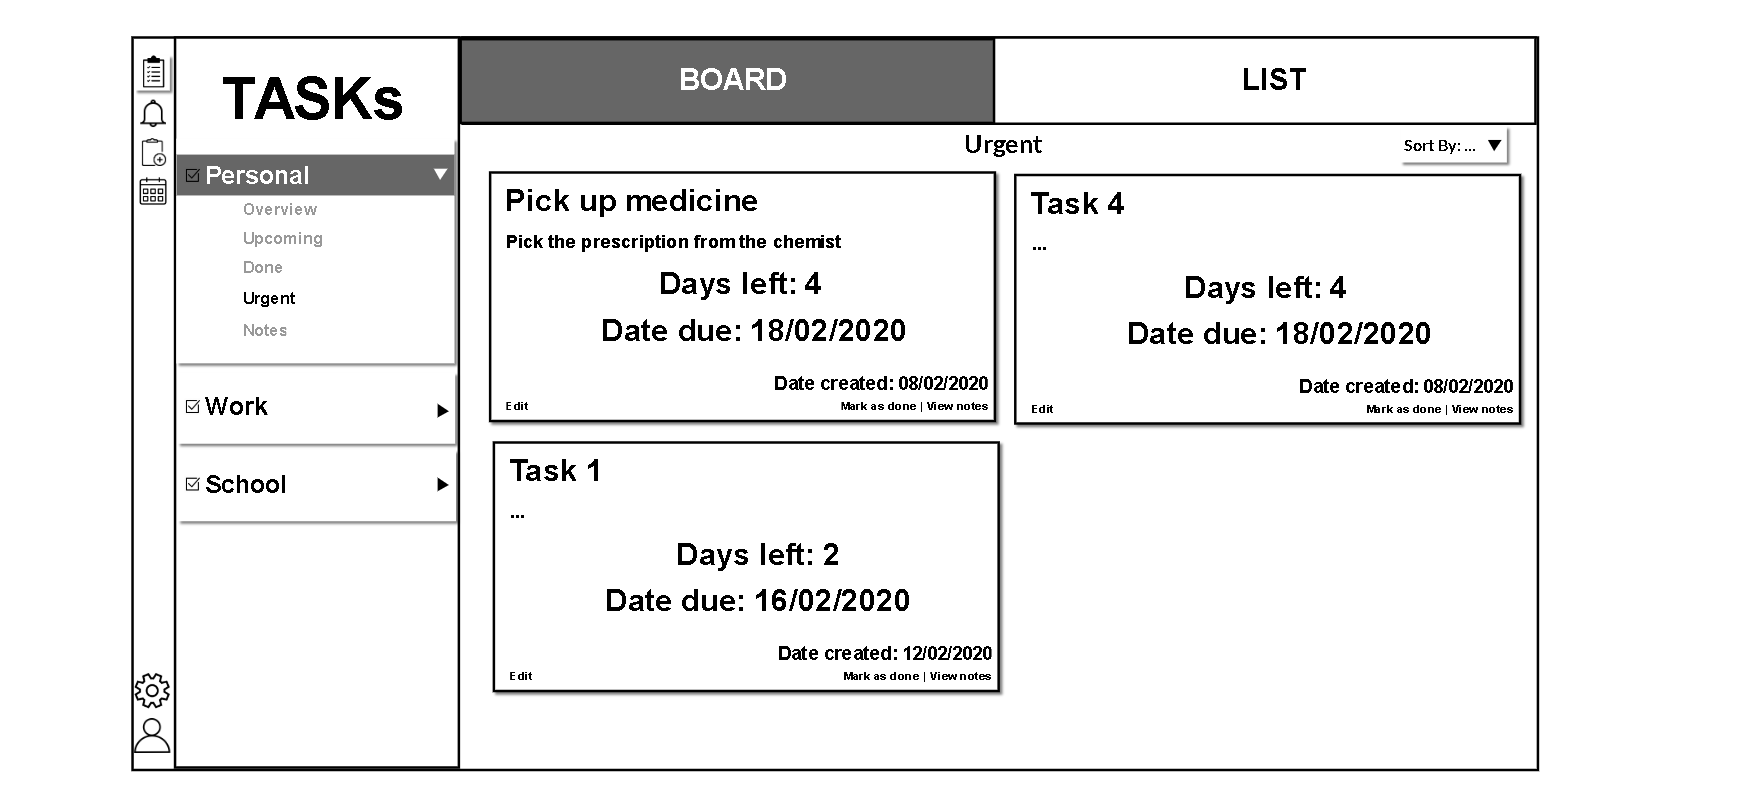 TASKs
Personal
Overview
Upcoming
Done
Urgent
Notes
Work
School
BOARD
LIST
Urgent
Sort By: ...
Pick up medicine
Pick the prescription from the chemist
Days left: 4
Date due: 18/02/2020
Date created: 08/02/2020
Edit
Mark as done | View notes
Task 4
...
Days left: 4
Date due: 18/02/2020
Date created: 08/02/2020
Edit
Mark as done | View notes
Task 1
...
Days left: 2
Date due: 16/02/2020
Date created: 12/02/2020
Edit
Mark as done | View notes